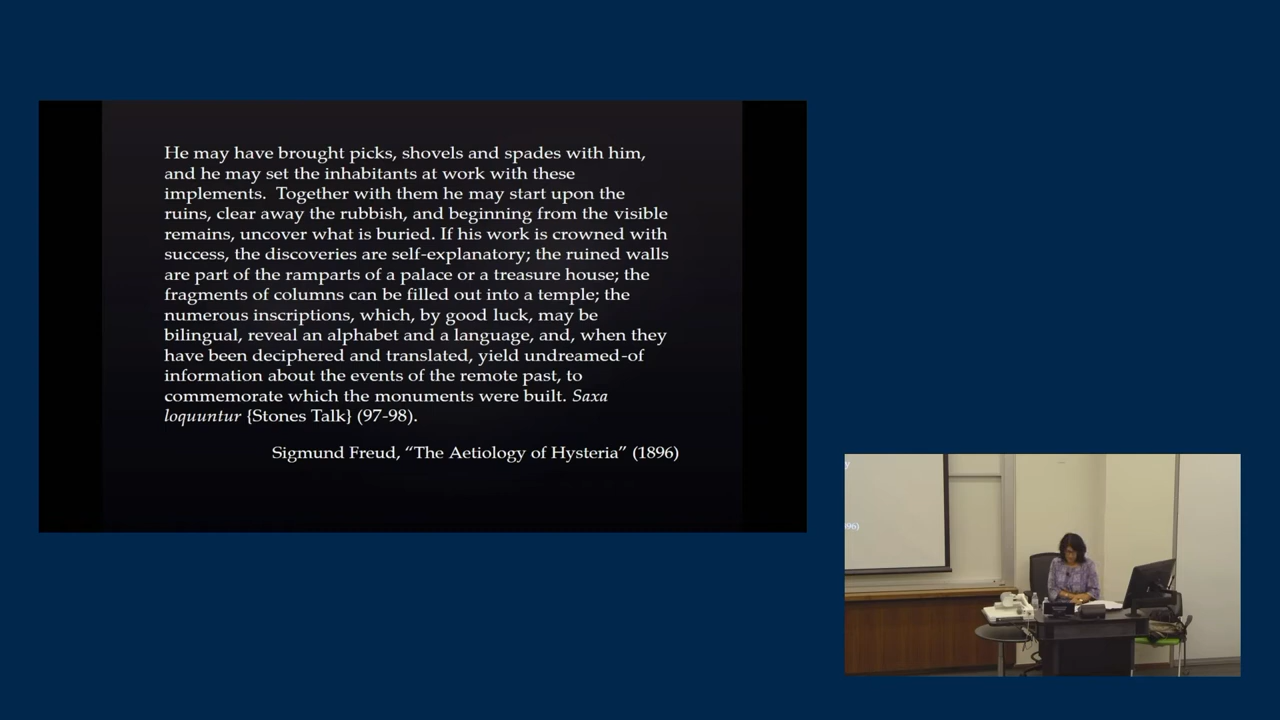 He may have brought picks, shovels and spades with him,
and he may set the inhabitants at work with these
implements.  Together with them he may start upon the
ruins, clear away the rubbish, and beginning from the visible
remains, uncover what is buried. If his work is crowned with
success, the discoveries are self-explanatory; the ruined walls
are part of the ramparts of a palace or a treasure house; the
fragments of columns can be filled out into a temple; the
numerous inscriptions, which, by good luck, may be
bilingual, reveal an alphabet and a language, and, when they
have been deciphered and translated, yield undreamed-of
information about the events of the remote past, to
commemorate which the monuments were built. Saxa
loquuntur {Stones Talk} (97-98).
Sigmund Freud, “The Aetiology of Hysteria” (1896)